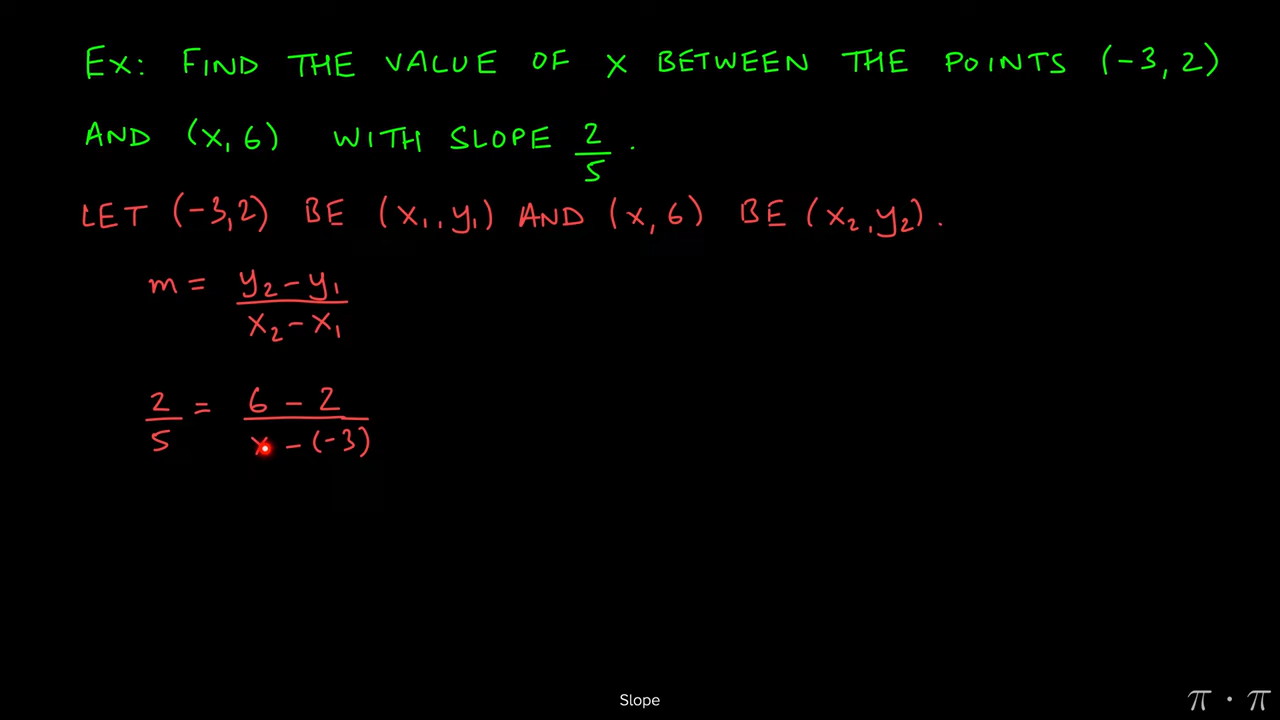 EX: FIND THE VALUE OF X BETWEEN THE POINTS (-3, 2)
AND (X, 6) WITH SLOPE 2/5.
LET (-3,2) BE (X₁, y₁) AND (X, 6) BE (X₂, y₂).
m = (y₂ - y₁)/(X₂ - X₁)
2/5 = (6 - 2)/(X - (-3))
Slope
π · π